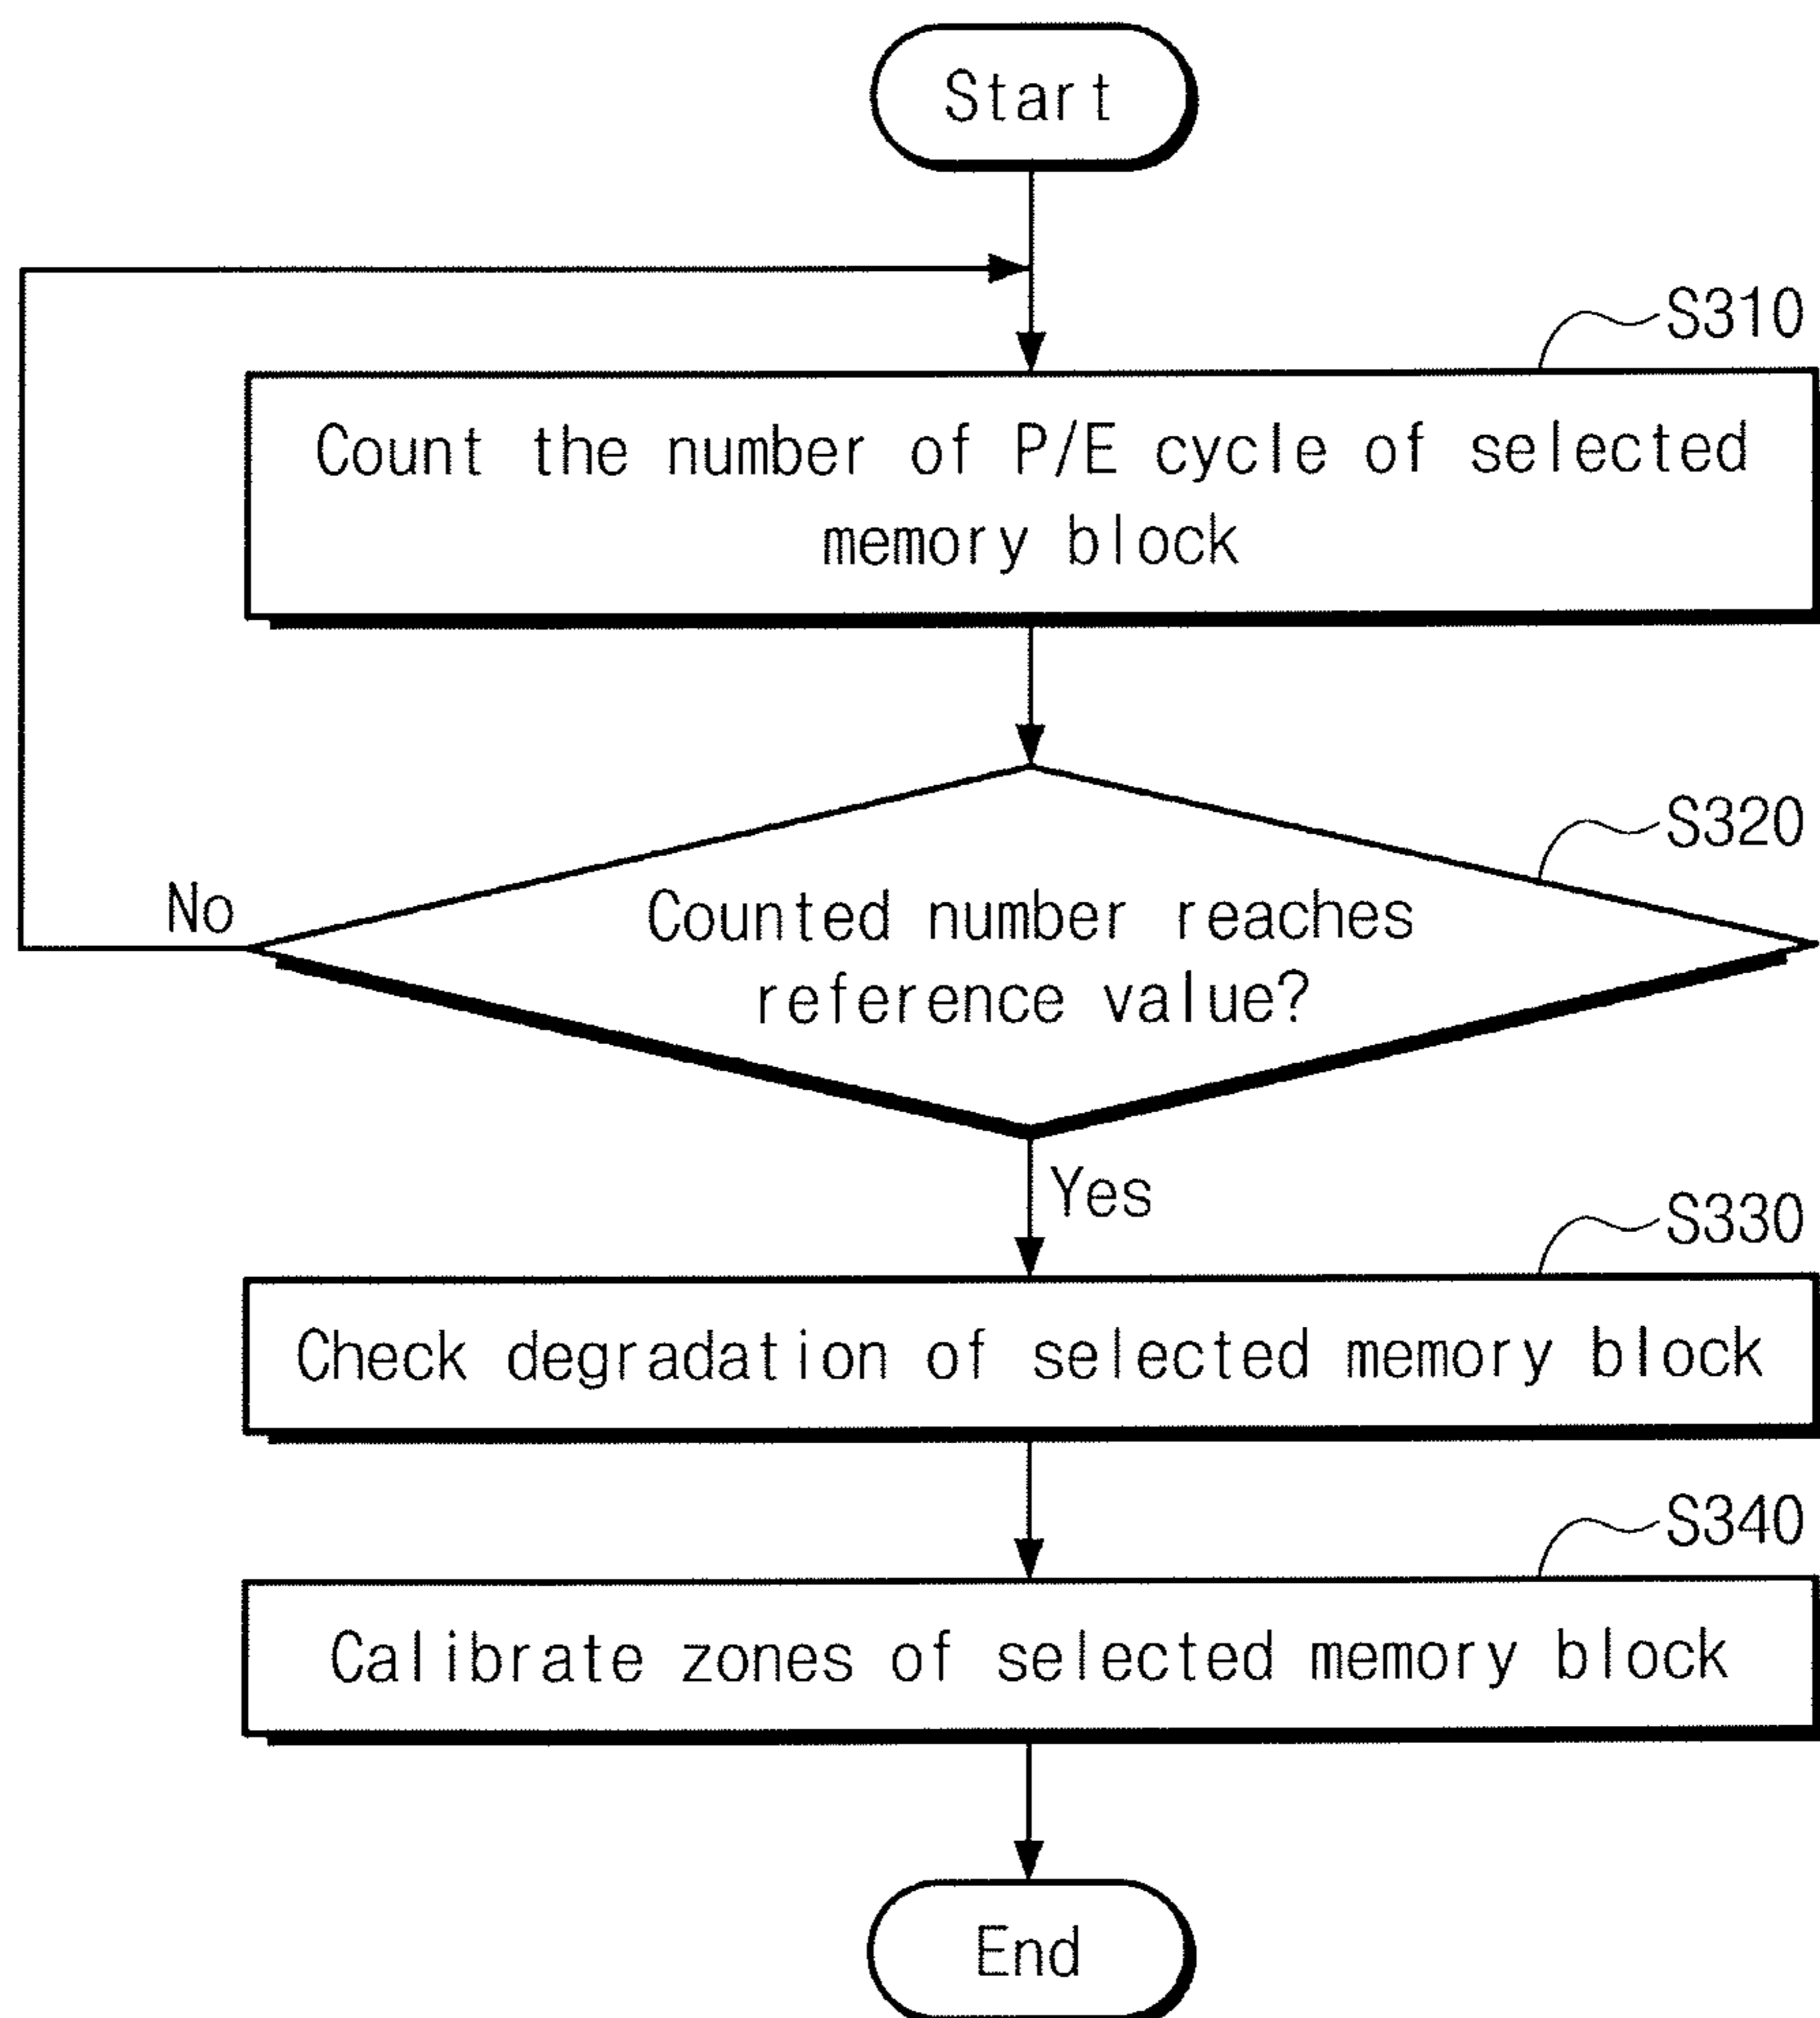 Start
S310
Count the number of P/E cycle of selected
memory block
S320
No
Counted number reaches
reference value?
Yes
S330
Check degradation of selected memory block
S340
Calibrate zones of selected memory block
End